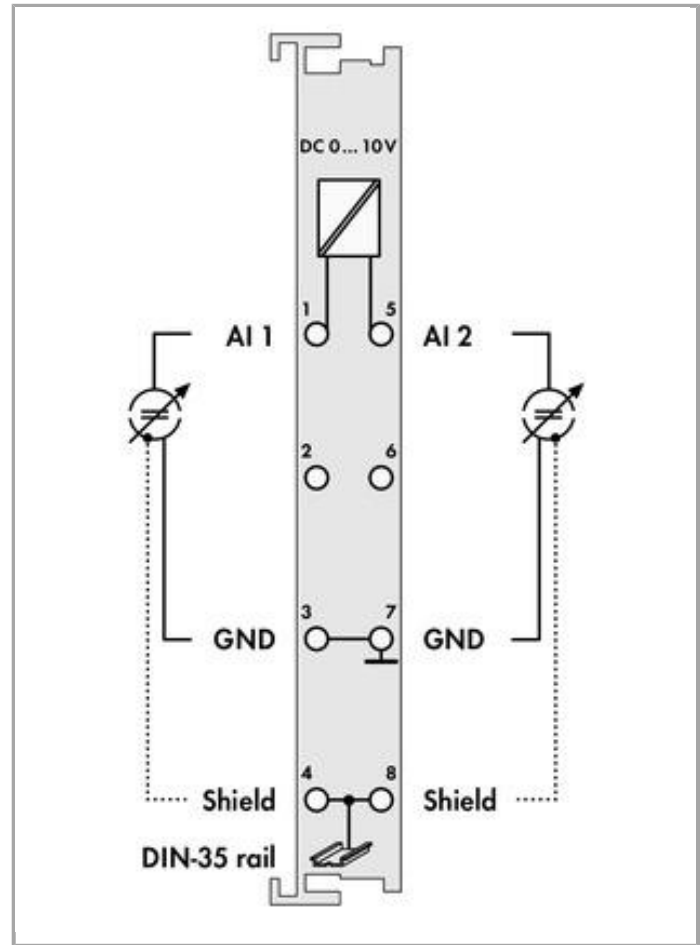 DC 0... 10 V
1 5
AI 1 AI 2
2 6
3 7
GND GND
4 8
Shield Shield
DIN-35 rail